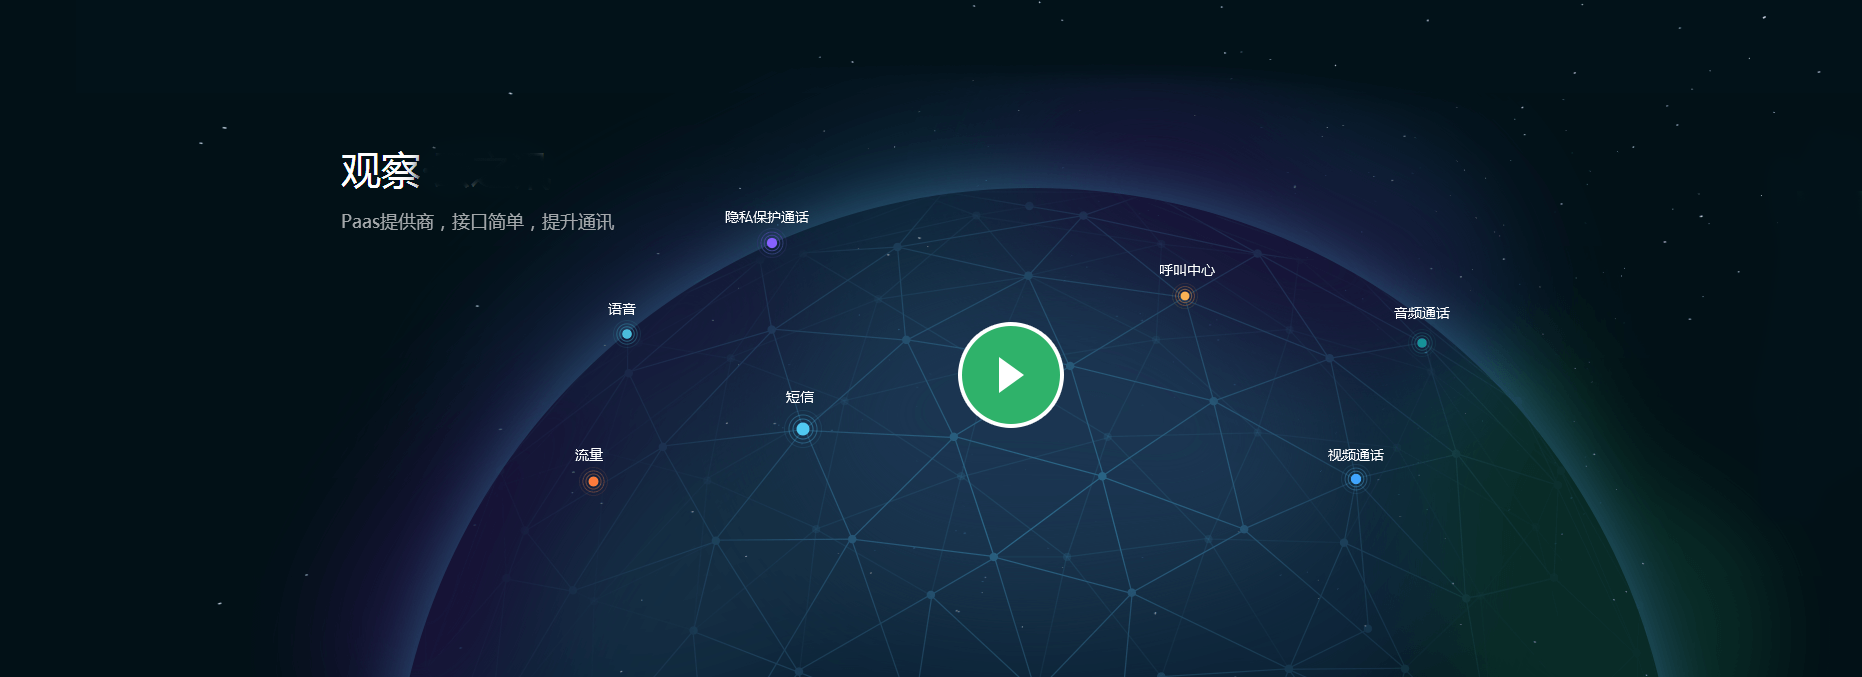 观察
Paas提供商，接口简单，提升通讯
隐私保护通话
呼叫中心
语音
音频通话
短信
流量
视频通话